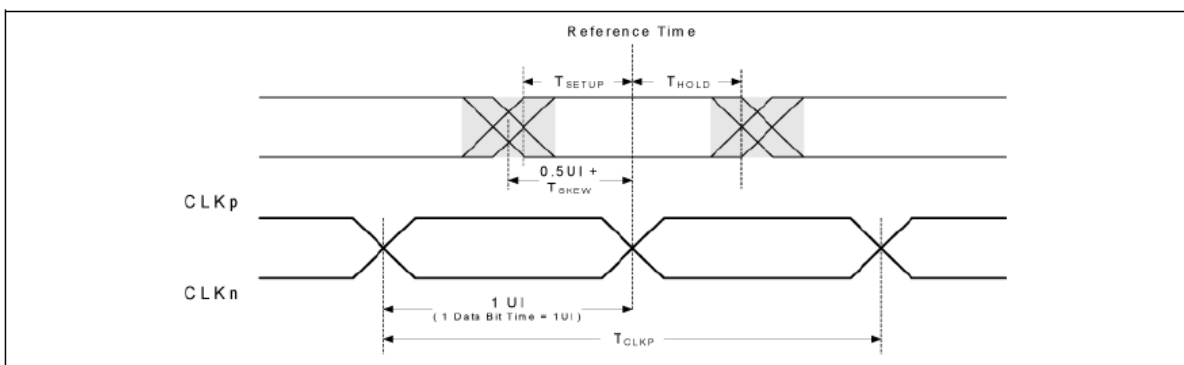 Reference Time
TSETUP
THOLD
0.5UI +
TSKEW
CLKp
CLKn
1 UI
( 1 Data Bit Time = 1UI )
TCLKP